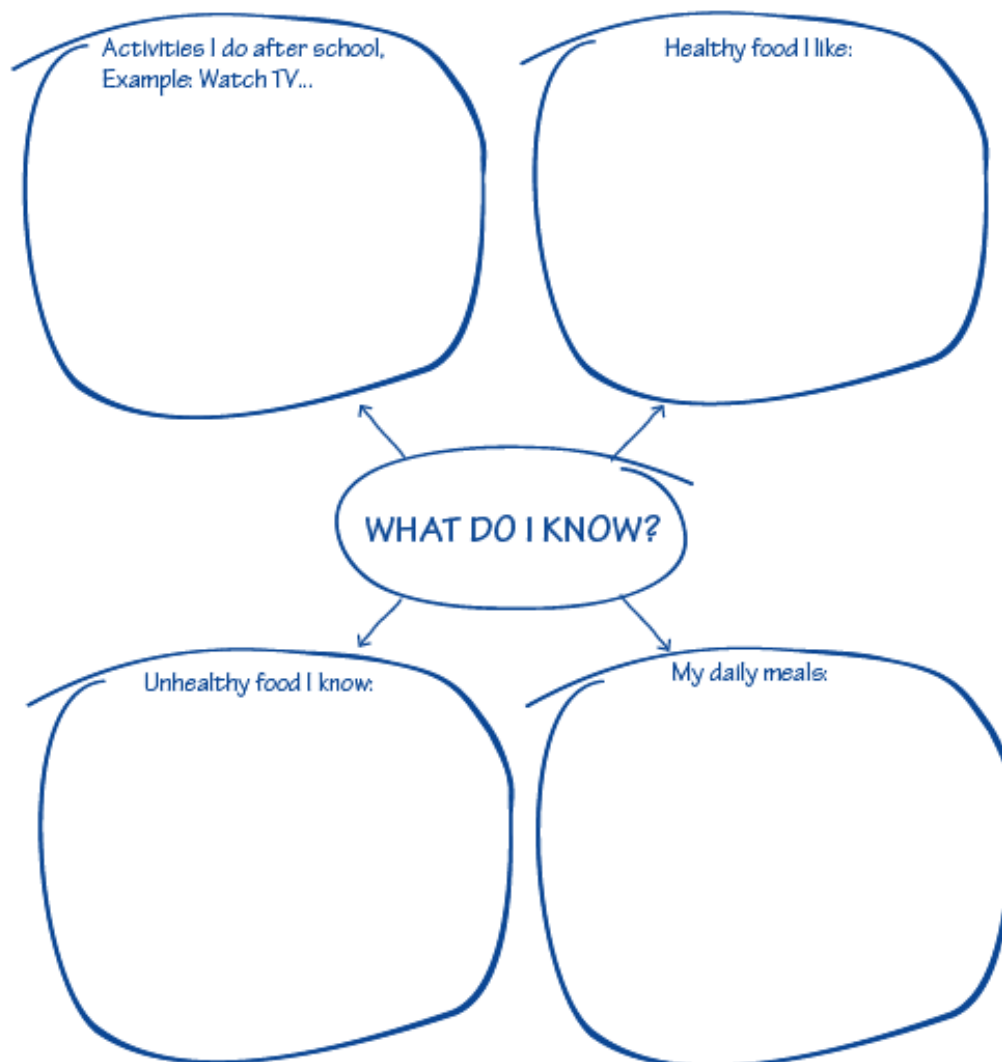 Activities I do after school,
Example: Watch TV...
Healthy food I like:
WHAT DO I KNOW?
Unhealthy food I know:
My daily meals: